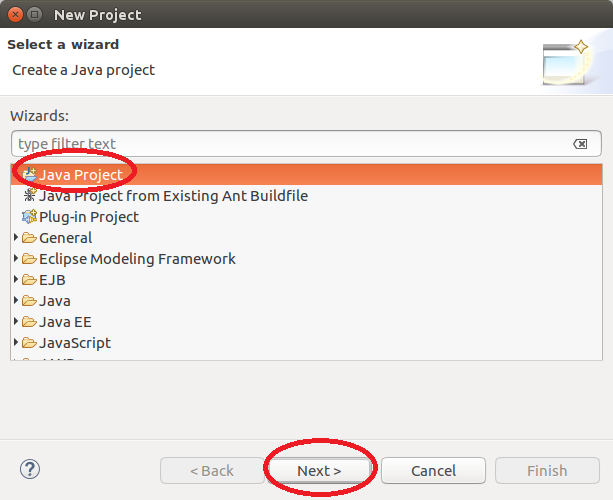 New Project
Select a wizard
Create a Java project
Wizards:
type filter text
Java Project
Java Project from Existing Ant Buildfile
Plug-in Project
General
Eclipse Modeling Framework
EJB
Java
Java EE
JavaScript
?
< Back Next > Cancel Finish